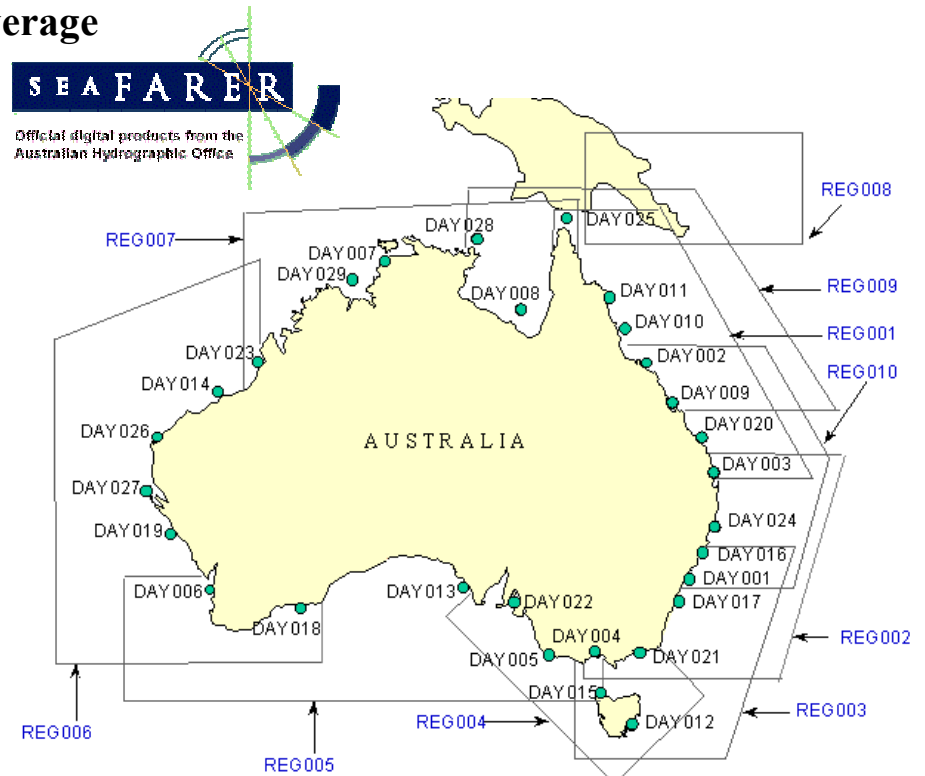 verage
SEAFARER
Official digital products from the
Australian Hydrographic Office
REG008
DAY025
DAY028
REG007
DAY007
DAY029
REG009
DAY008
DAY011
DAY010
REG001
DAY023
DAY002
REG010
DAY014
DAY009
DAY020
DAY026
AUSTRALIA
DAY003
DAY027
DAY024
DAY019
DAY016
DAY001
DAY006
DAY013
DAY022
DAY017
DAY018
DAY004
REG002
DAY005
DAY021
DAY015
REG003
REG004
DAY012
REG006
REG005